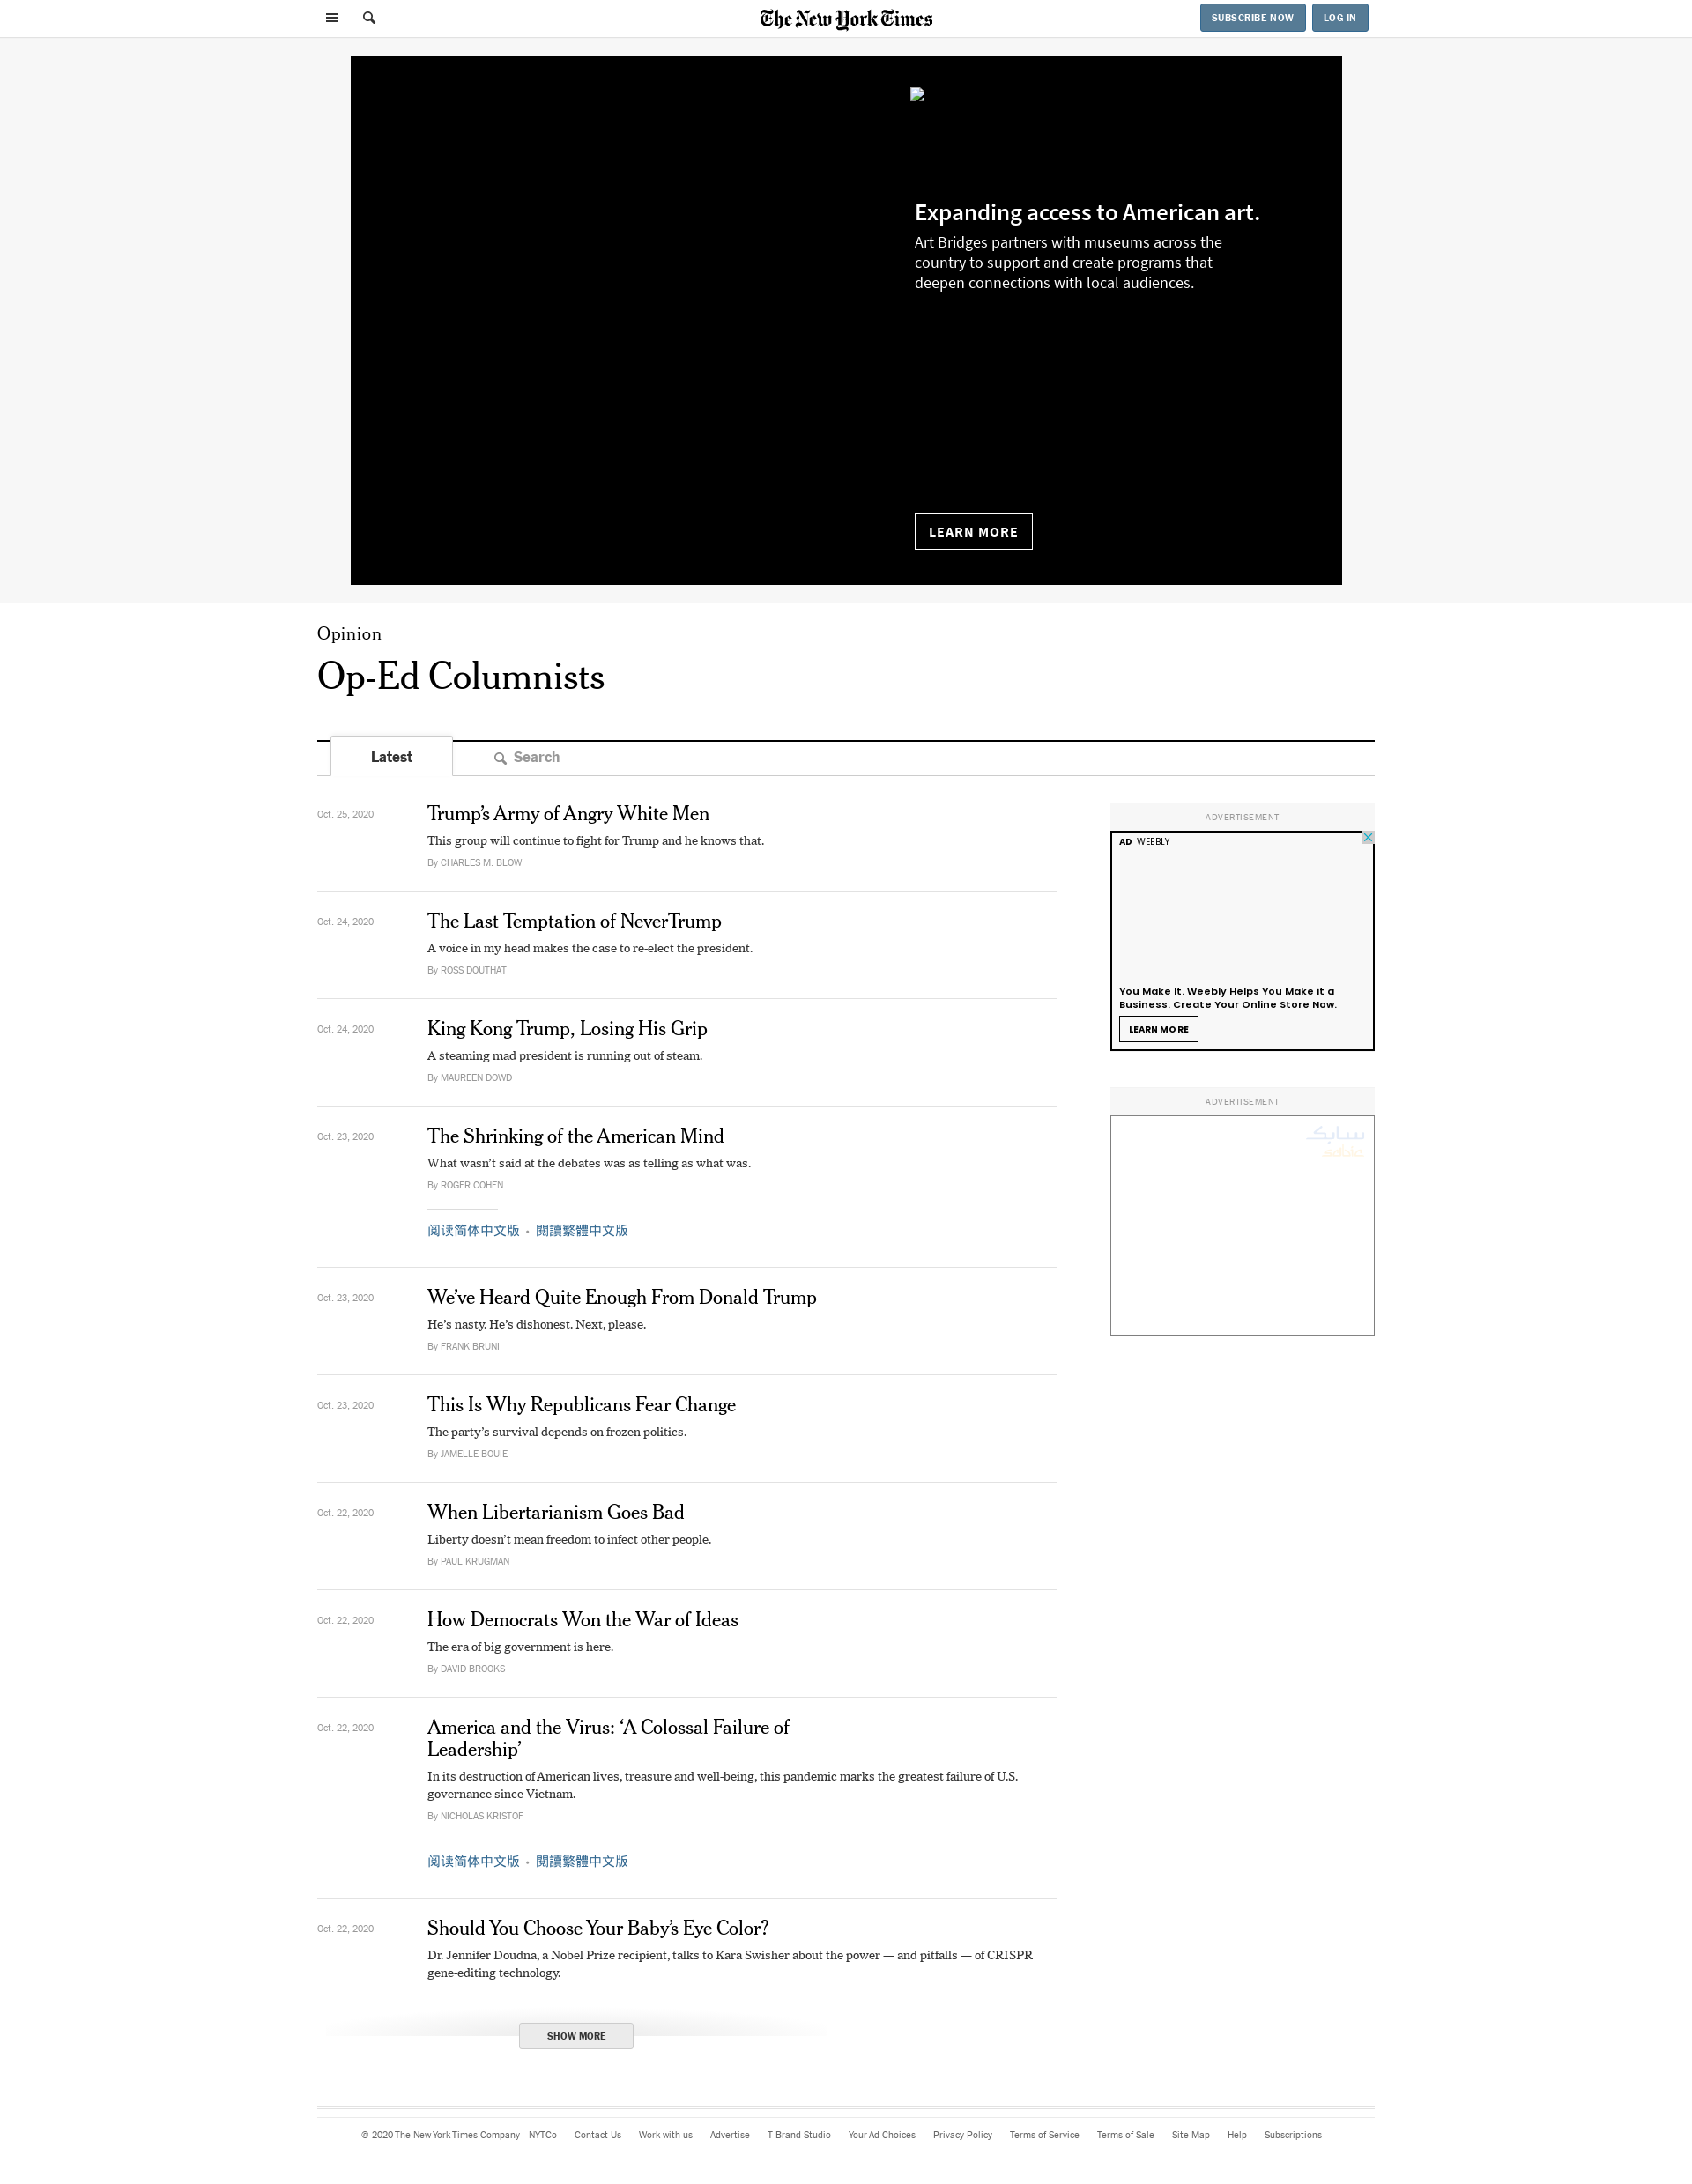 The New York Times
SUBSCRIBE NOW
LOG IN
Expanding access to American art.
Art Bridges partners with museums across the
country to support and create programs that
deepen connections with local audiences.
LEARN MORE
Opinion
Op-Ed Columnists
Latest
Search
Oct. 25, 2020
Trump’s Army of Angry White Men
This group will continue to fight for Trump and he knows that.
By CHARLES M. BLOW
Oct. 24, 2020
The Last Temptation of NeverTrump
A voice in my head makes the case to re-elect the president.
By ROSS DOUTHAT
Oct. 24, 2020
King Kong Trump, Losing His Grip
A steaming mad president is running out of steam.
By MAUREEN DOWD
Oct. 23, 2020
The Shrinking of the American Mind
What wasn’t said at the debates was as telling as what was.
By ROGER COHEN
阅读简体中文版 • 閱讀繁體中文版
Oct. 23, 2020
We’ve Heard Quite Enough From Donald Trump
He’s nasty. He’s dishonest. Next, please.
By FRANK BRUNI
Oct. 23, 2020
This Is Why Republicans Fear Change
The party’s survival depends on frozen politics.
By JAMELLE BOUIE
Oct. 22, 2020
When Libertarianism Goes Bad
Liberty doesn’t mean freedom to infect other people.
By PAUL KRUGMAN
Oct. 22, 2020
How Democrats Won the War of Ideas
The era of big government is here.
By DAVID BROOKS
Oct. 22, 2020
America and the Virus: ‘A Colossal Failure of
Leadership’
In its destruction of American lives, treasure and well-being, this pandemic marks the greatest failure of U.S.
governance since Vietnam.
By NICHOLAS KRISTOF
阅读简体中文版 • 閱讀繁體中文版
Oct. 22, 2020
Should You Choose Your Baby’s Eye Color?
Dr. Jennifer Doudna, a Nobel Prize recipient, talks to Kara Swisher about the power — and pitfalls — of CRISPR
gene-editing technology.
SHOW MORE
ADVERTISEMENT
AD WEEBLY
You Make It. Weebly Helps You Make it a
Business. Create Your Online Store Now.
LEARN MORE
ADVERTISEMENT
سابك
sabic
© 2020 The New York Times Company NYTCo Contact Us Work with us Advertise T Brand Studio Your Ad Choices Privacy Policy Terms of Service Terms of Sale Site Map Help Subscriptions